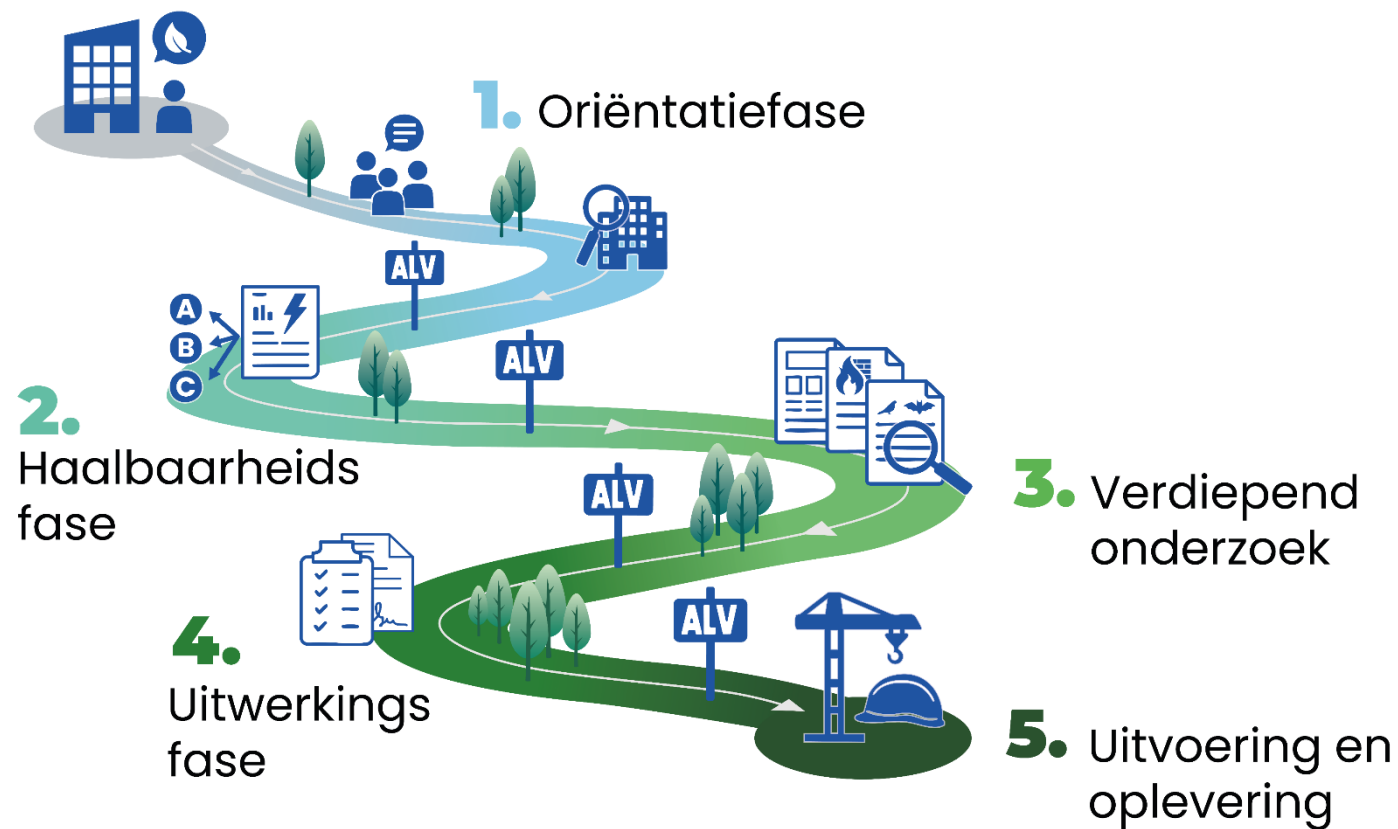 1. Oriëntatiefase
ALV
A
B
C
ALV
2.
Haalbaarheids
fase
3. Verdiepend
onderzoek
ALV
4.
Uitwerkings
fase
ALV
5. Uitvoering en
oplevering